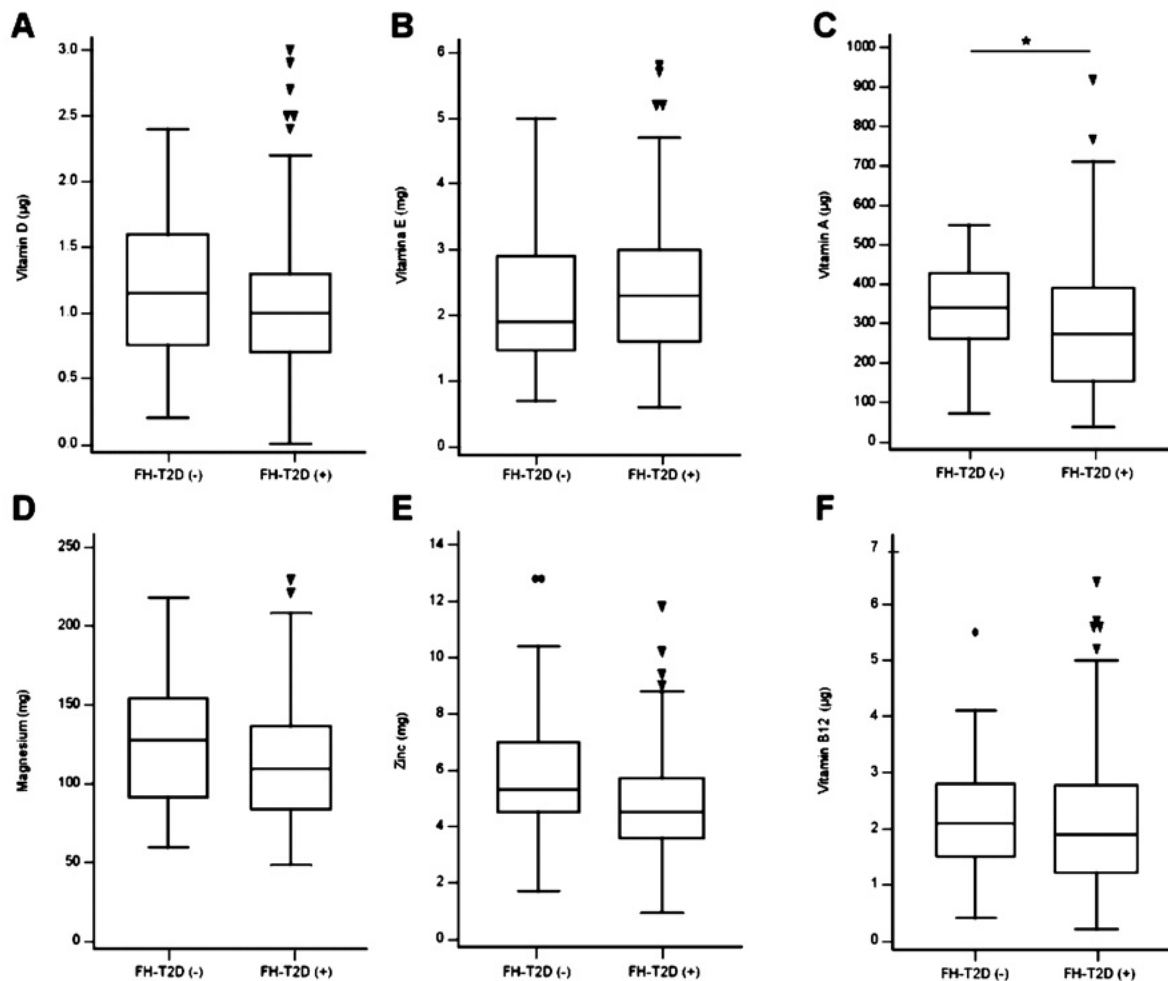 A
Vitamin D (µg)
3.0
2.5
2.0
1.5
1.0
0.5
0.0
FH-T2D (-) FH-T2D (+)
B
Vitamina E (mg)
6
5
4
3
2
1
0
FH-T2D (-) FH-T2D (+)
C
Vitamin A (µg)
1000
900
800
700
600
500
400
300
200
100
0
*
FH-T2D (-) FH-T2D (+)
D
Magnesium (mg)
250
200
150
100
50
0
FH-T2D (-) FH-T2D (+)
E
Zinc (mg)
14
12
10
8
6
4
2
0
FH-T2D (-) FH-T2D (+)
F
Vitamin B12 (µg)
7
6
5
4
3
2
1
0
FH-T2D (-) FH-T2D (+)